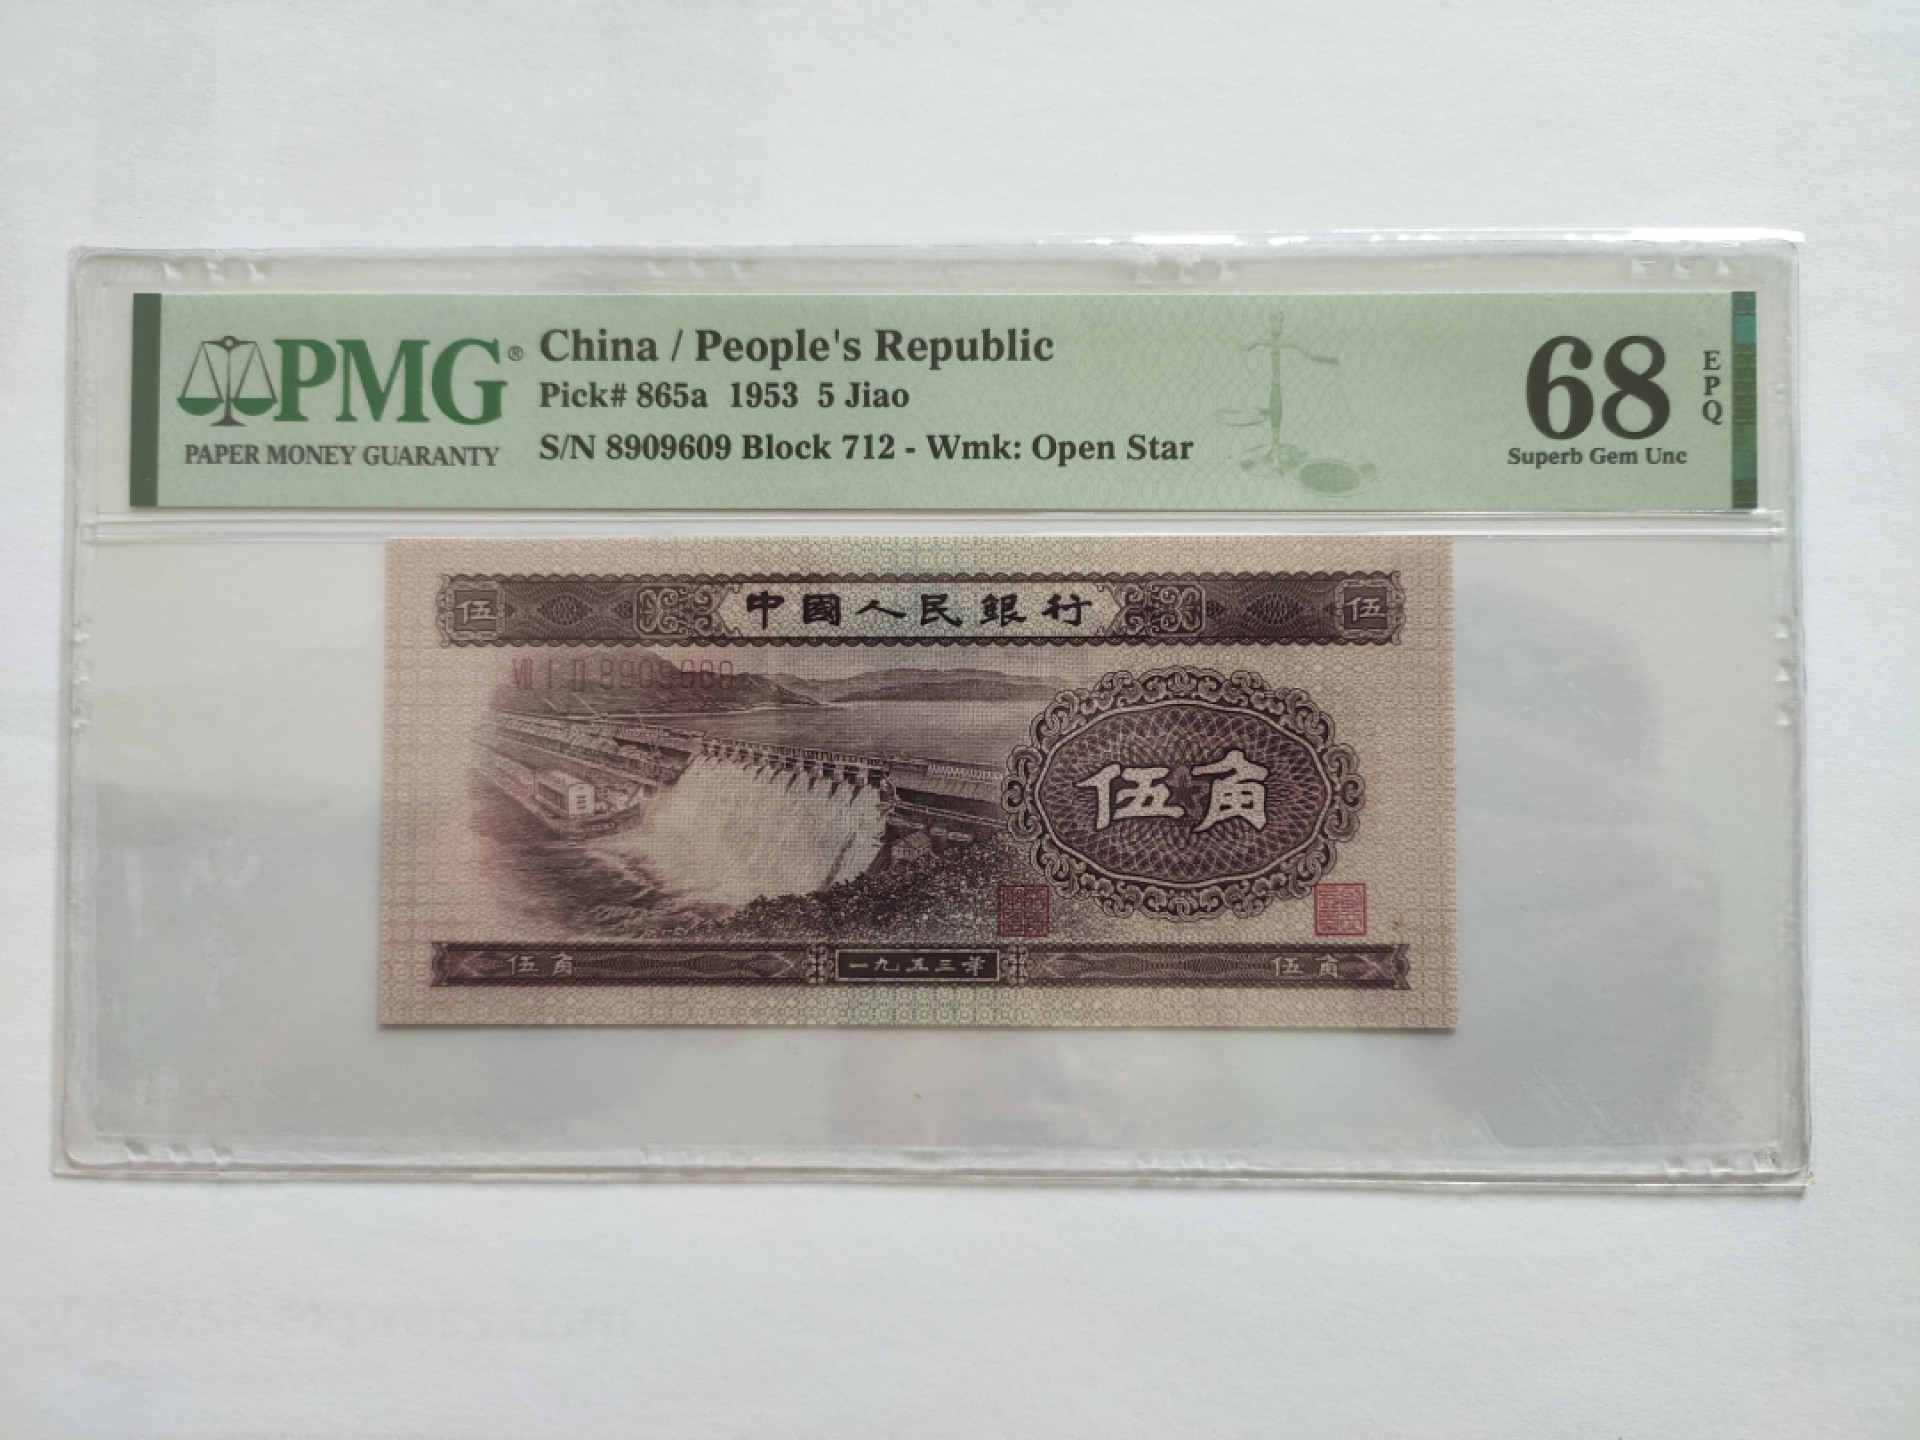 PMG®
PAPER MONEY GUARANTY
China / People's Republic
Pick# 865a 1953 5 Jiao
S/N 8909609 Block 712 - Wmk: Open Star
68
EPQ
Superb Gem Unc
伍 中國人民銀行 伍
伍角
伍角 一九五三年 伍角